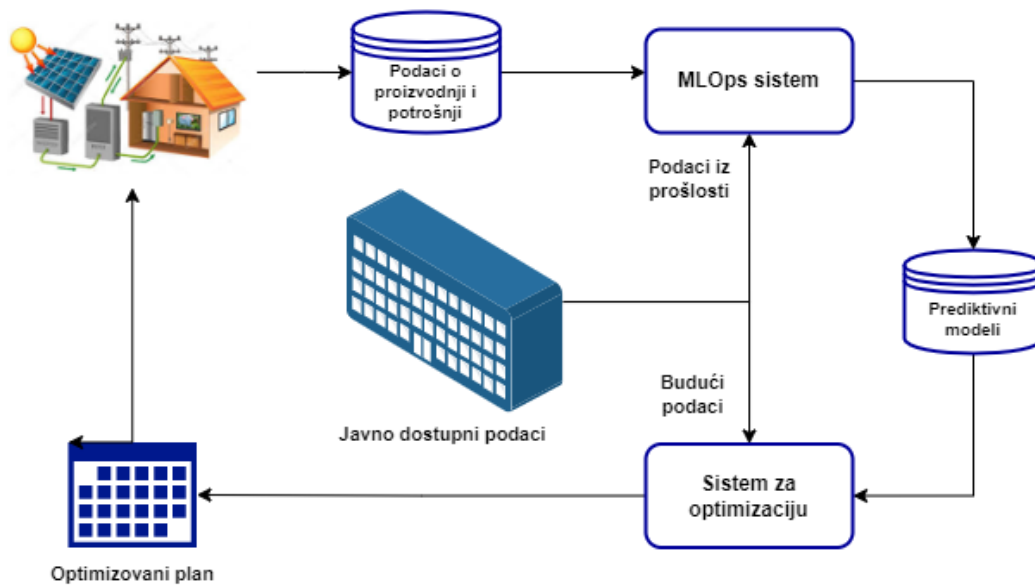 Podaci o
proizvodnji i
potrošnji
MLOps sistem
Podaci iz
prošlosti
Prediktivni
modeli
Budući
podaci
Javno dostupni podaci
Sistem za
optimizaciju
Optimizovani plan